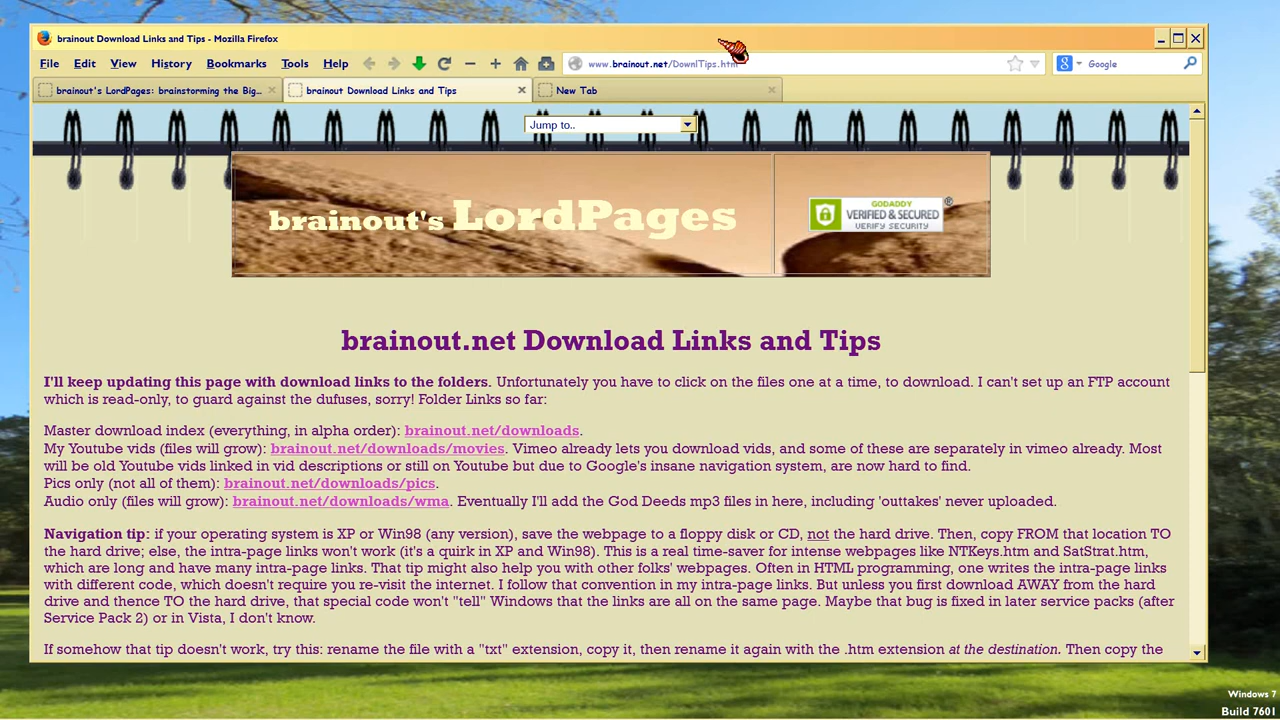 brainout Download Links and Tips - Mozilla Firefox
File Edit View History Bookmarks Tools Help
www.brainout.net/DownlTips.htm
Google
brainout's LordPages: brainstorming the Big...
brainout Download Links and Tips
New Tab
Jump to..
brainout's LordPages
GODADDY
VERIFIED & SECURED
VERIFY SECURITY
®
brainout.net Download Links and Tips
I'll keep updating this page with download links to the folders. Unfortunately you have to click on the files one at a time, to download. I can't set up an FTP account
which is read-only, to guard against the dufuses, sorry! Folder Links so far:
Master download index (everything, in alpha order): brainout.net/downloads.
My Youtube vids (files will grow): brainout.net/downloads/movies. Vimeo already lets you download vids, and some of these are separately in vimeo already. Most
will be old Youtube vids linked in vid descriptions or still on Youtube but due to Google's insane navigation system, are now hard to find.
Pics only (not all of them): brainout.net/downloads/pics.
Audio only (files will grow): brainout.net/downloads/wma. Eventually I'll add the God Deeds mp3 files in here, including 'outtakes' never uploaded.
Navigation tip: if your operating system is XP or Win98 (any version), save the webpage to a floppy disk or CD, not the hard drive. Then, copy FROM that location TO
the hard drive; else, the intra-page links won't work (it's a quirk in XP and Win98). This is a real time-saver for intense webpages like NTKeys.htm and SatStrat.htm,
which are long and have many intra-page links. That tip might also help you with other folks' webpages. Often in HTML programming, one writes the intra-page links
with different code, which doesn't require you re-visit the internet. I follow that convention in my intra-page links. But unless you first download AWAY from the hard
drive and thence TO the hard drive, that special code won't "tell" Windows that the links are all on the same page. Maybe that bug is fixed in later service packs (after
Service Pack 2) or in Vista, I don't know.
If somehow that tip doesn't work, try this: rename the file with a "txt" extension, copy it, then rename it again with the .htm extension at the destination. Then copy the
Windows 7
Build 7601